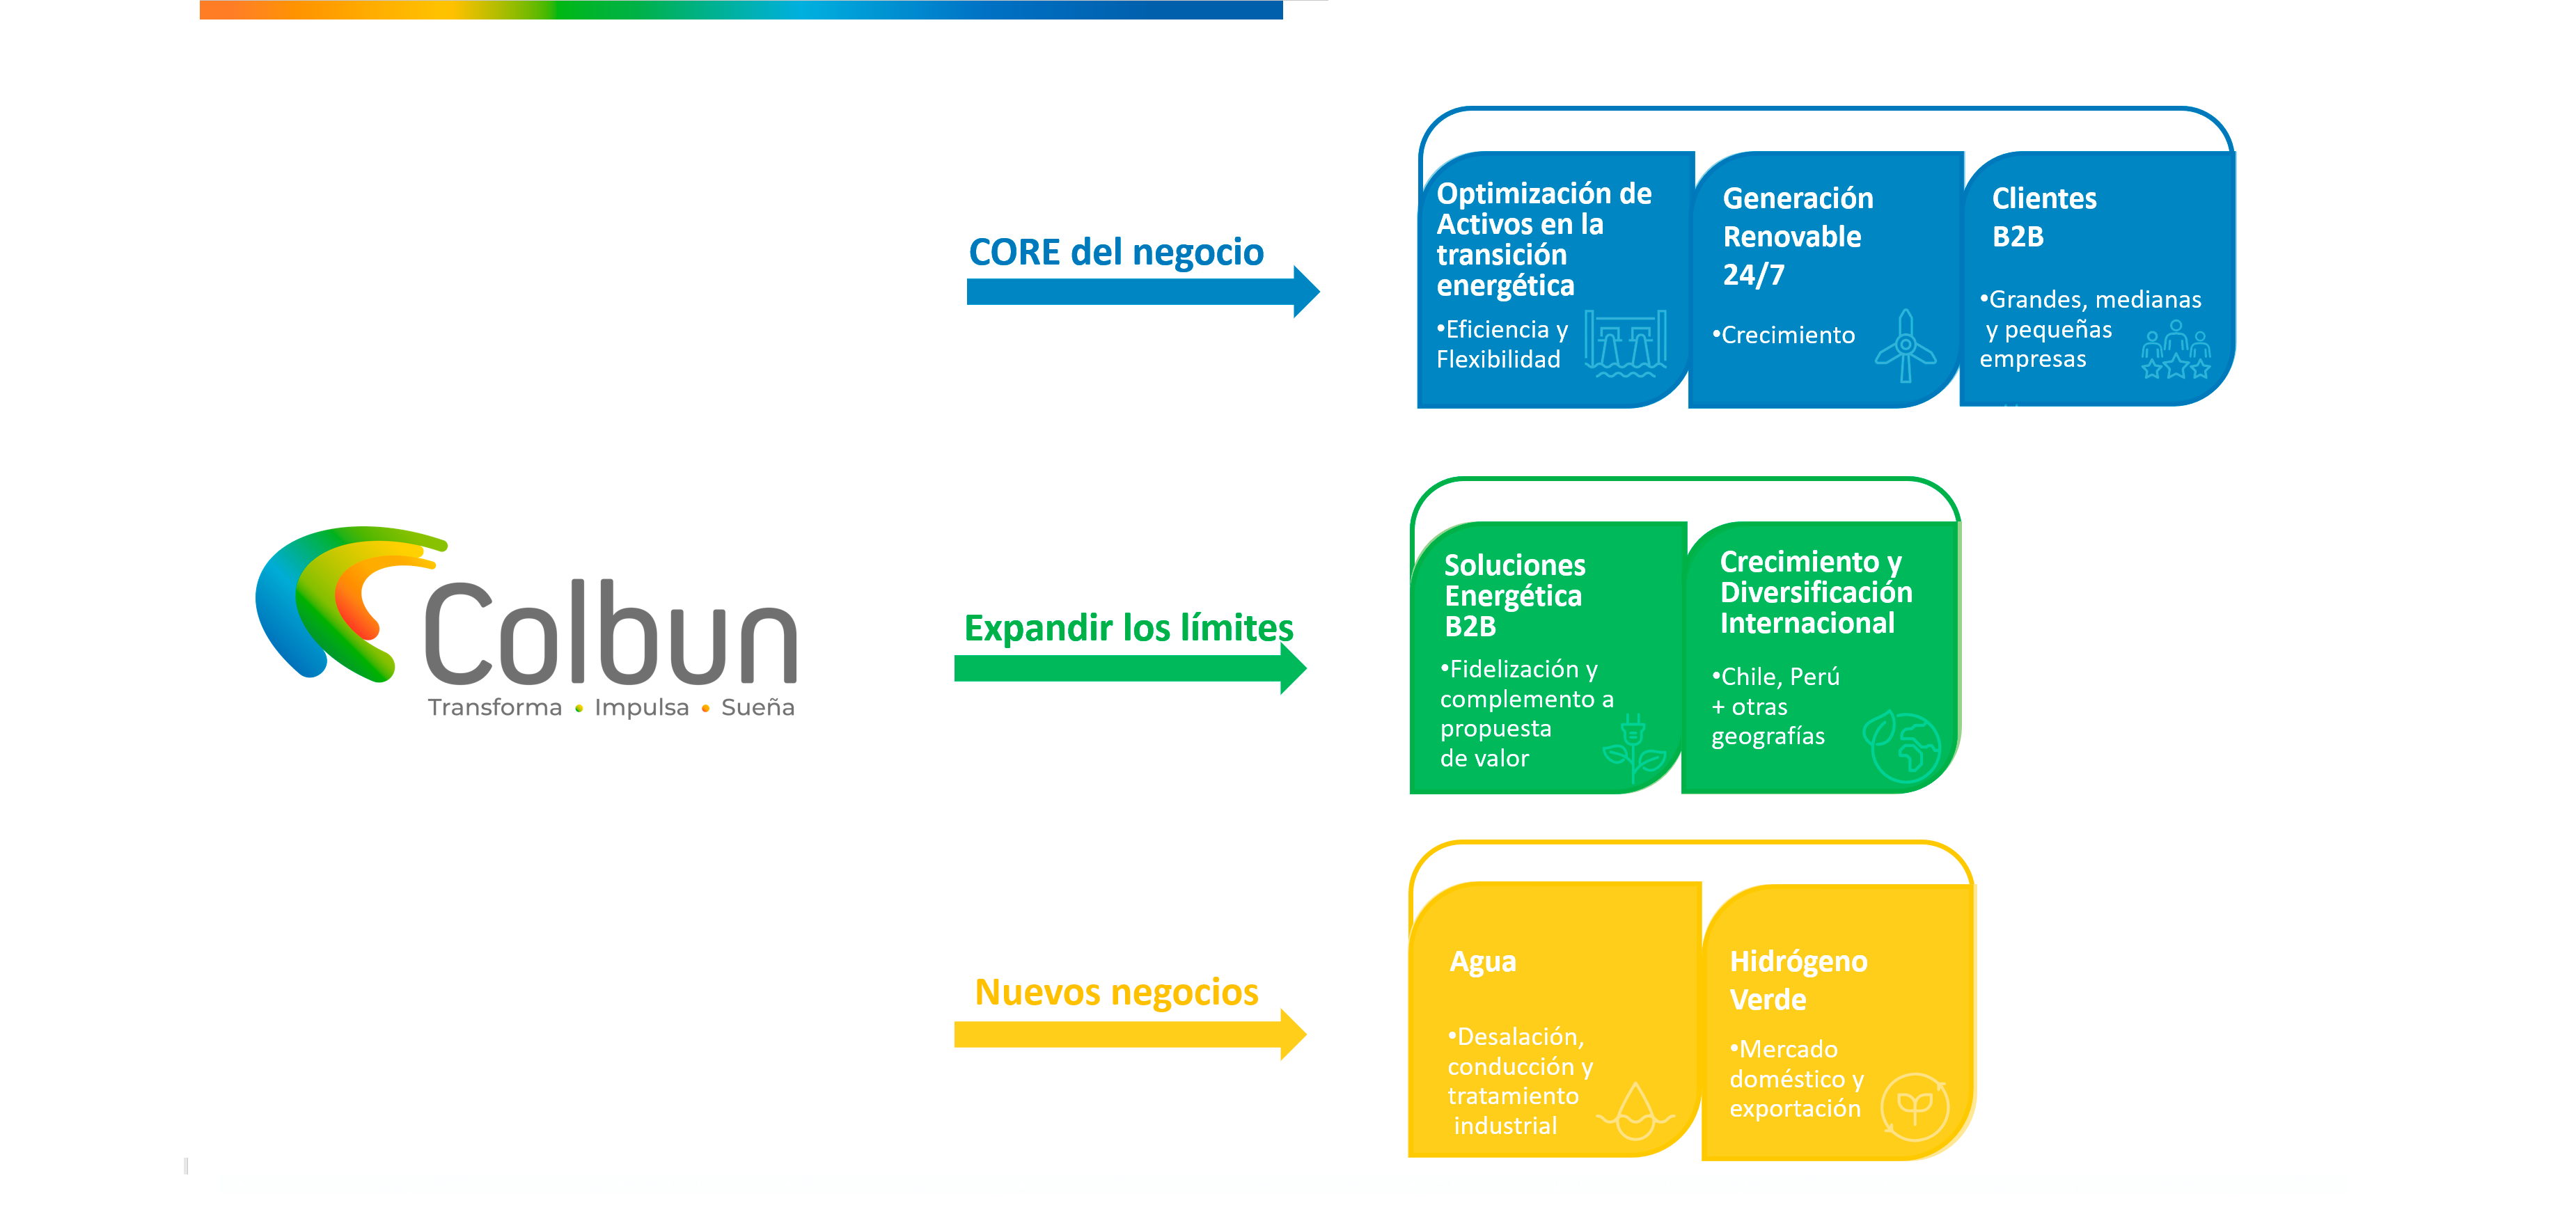 Colbun
Transforma • Impulsa • Sueña
CORE del negocio
Optimización de
Activos en la
transición
energética
•Eficiencia y
Flexibilidad
Generación
Renovable
24/7
•Crecimiento
Clientes
B2B
•Grandes, medianas
y pequeñas
empresas
Expandir los límites
Soluciones
Energética
B2B
•Fidelización y
complemento a
propuesta
de valor
Crecimiento y
Diversificación
Internacional
•Chile, Perú
+ otras
geografías
Nuevos negocios
Agua
•Desalación,
conducción y
tratamiento
industrial
Hidrógeno
Verde
•Mercado
doméstico y
exportación